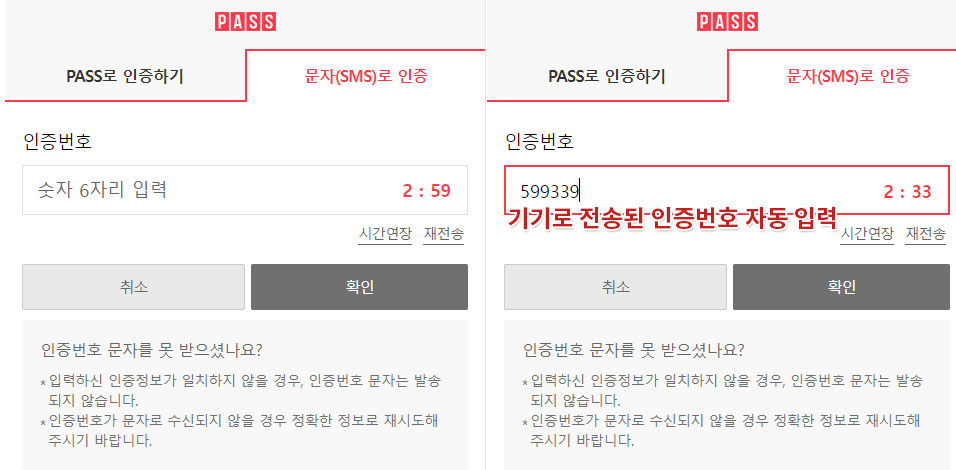 PASS
PASS로 인증하기
문자(SMS)로 인증
인증번호
숫자 6자리 입력
2 : 59
시간연장
재전송
취소
확인
인증번호 문자를 못 받으셨나요?
* 입력하신 인증정보가 일치하지 않을 경우, 인증번호 문자는 발송
되지 않습니다.
* 인증번호가 문자로 수신되지 않을 경우 정확한 정보로 재시도해
주시기 바랍니다.
PASS
PASS로 인증하기
문자(SMS)로 인증
인증번호
599339
2 : 33
기기로 전송된 인증번호 자동 입력
시간연장
재전송
취소
확인
인증번호 문자를 못 받으셨나요?
* 입력하신 인증정보가 일치하지 않을 경우, 인증번호 문자는 발송
되지 않습니다.
* 인증번호가 문자로 수신되지 않을 경우 정확한 정보로 재시도해
주시기 바랍니다.